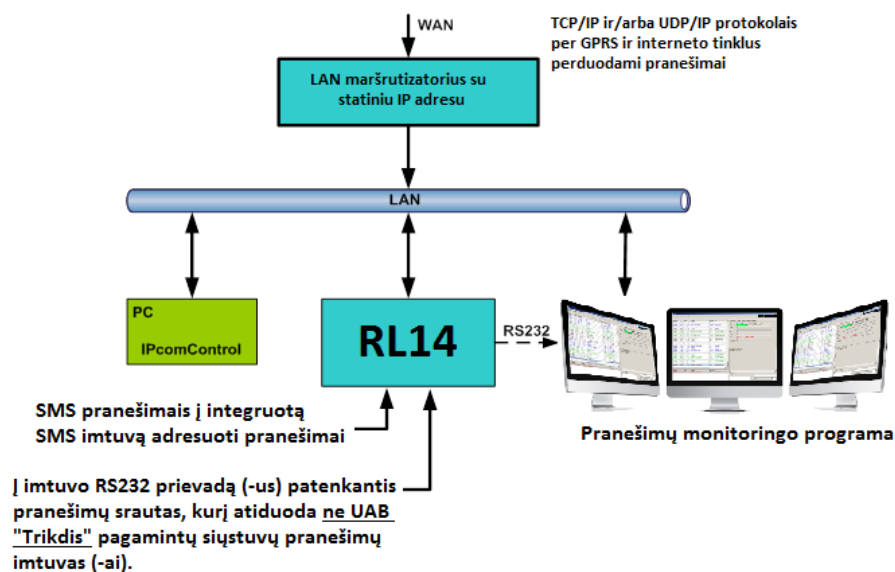 WAN
TCP/IP ir/arba UDP/IP protokolais
per GPRS ir interneto tinklus
perduodami pranešimai
LAN maršrutizatorius su
statiniu IP adresu
LAN
PC
IPcomControl
RL14
RS232
SMS pranešimais į integruotą
SMS imtuvą adresuoti pranešimai
Pranešimų monitoringo programa
Į imtuvo RS232 prievadą (-us) patenkantis
pranešimų srautas, kurį atiduoda ne UAB
"Trikdis" pagamintų siųstuvų pranešimų
imtuvas (-ai).